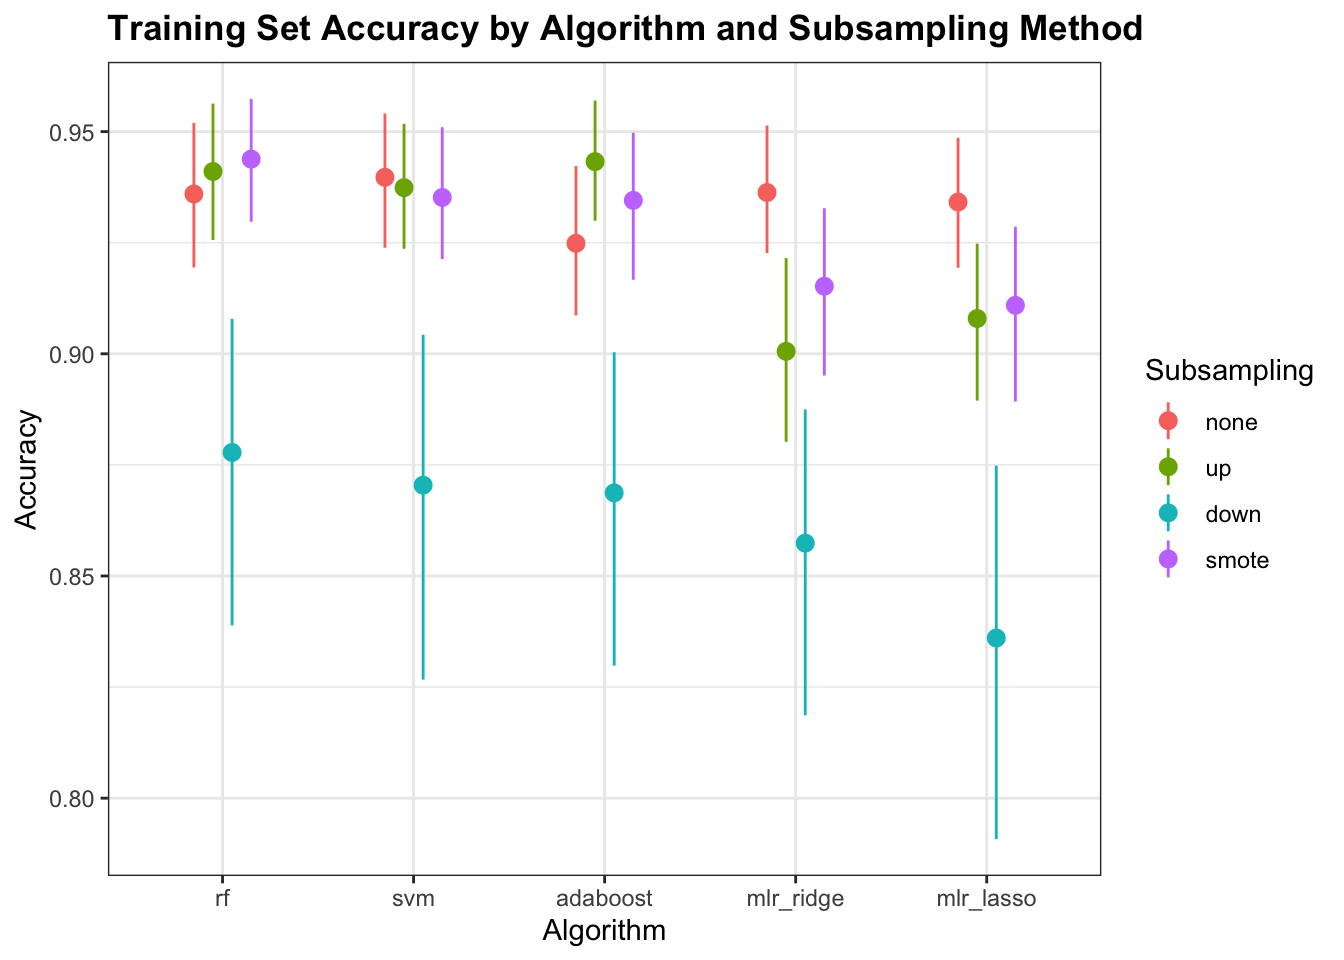 Training Set Accuracy by Algorithm and Subsampling Method
Accuracy
0.95
0.90
0.85
0.80
rf
svm
adaboost
mlr_ridge
mlr_lasso
Algorithm
Subsampling
none
up
down
smote